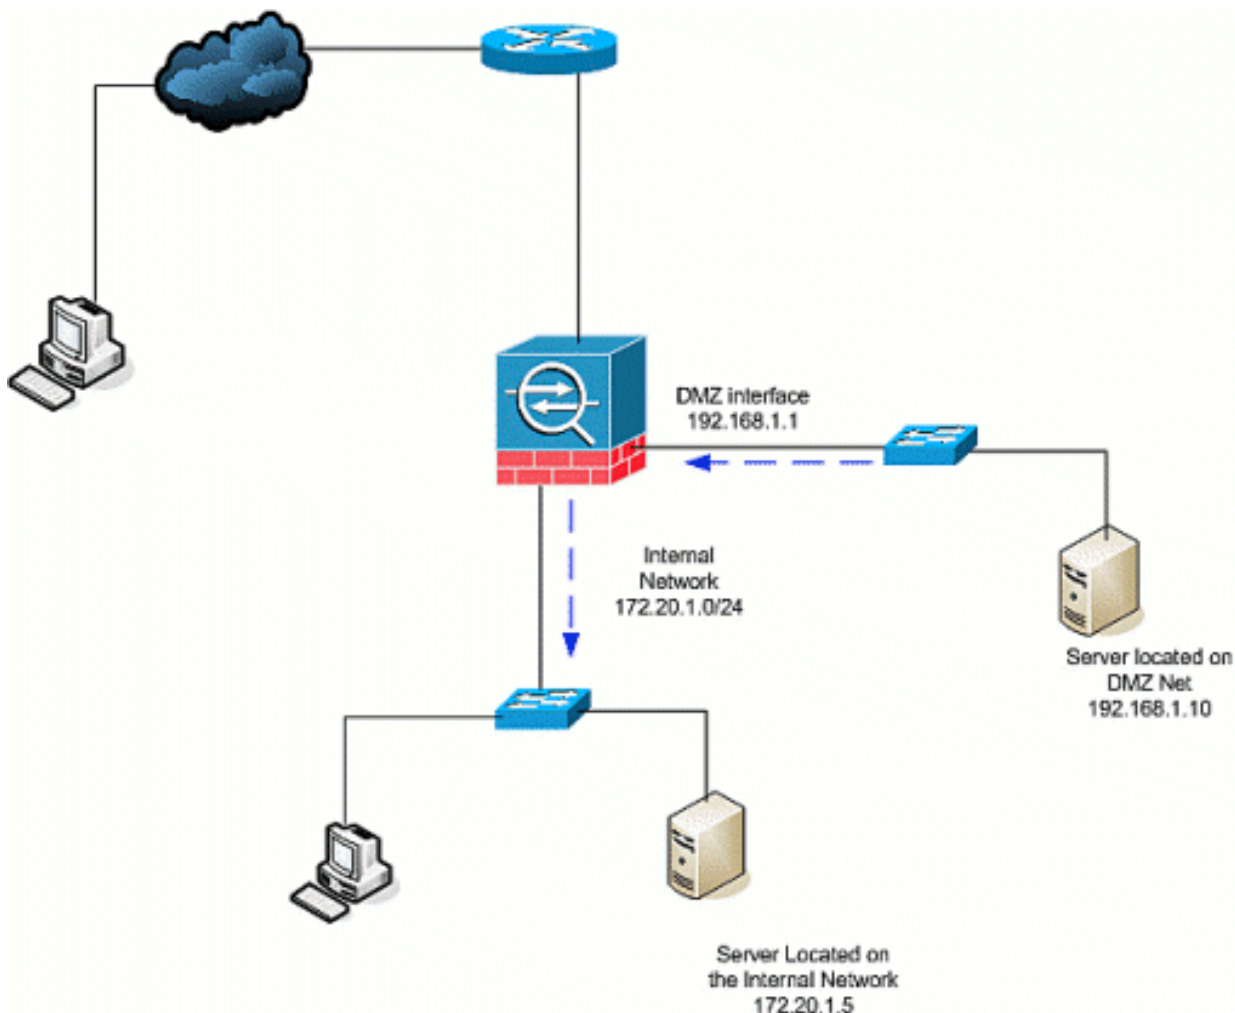 DMZ interface
192.168.1.1
Internal
Network
172.20.1.0/24
Server located on
DMZ Net
192.168.1.10
Server Located on
the Internal Network
172.20.1.5